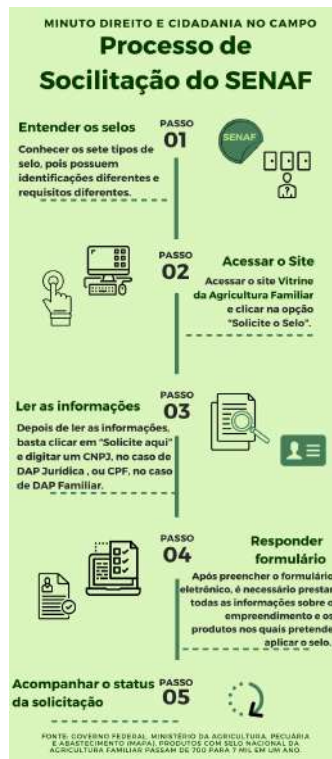 MINUTO DIREITO E CIDADANIA NO CAMPO
Processo de
Socilitação do SENAF
PASSO
01
Entender os selos
Conhecer os sete tipos de
selo, pois possuem
identificações diferentes e
requisitos diferentes.
SENAF
PASSO
02
Acessar o Site
Acessar o site Vitrine
da Agricultura Familiar
e clicar na opção
"Solicite o Selo".
PASSO
03
Ler as informações
Depois de ler as informações,
basta clicar em "Solicite aqui"
e digitar um CNPJ, no caso de
DAP Jurídica , ou CPF, no caso
de DAP Familiar.
PASSO
04
Responder
formulário
Após preencher o formulário
eletrônico, é necessário prestar
todas as informações sobre o
empreendimento e os
produtos nos quais pretende
aplicar o selo.
PASSO
05
Acompanhar o status
da solicitação
FONTE: GOVERNO FEDERAL, MINISTÉRIO DA AGRICULTURA, PECUÁRIA
E ABASTECIMENTO (MAPA). PRODUTOS COM SELO NACIONAL DA
AGRICULTURA FAMILIAR PASSAM DE 700 PARA 7 MIL EM UM ANO.